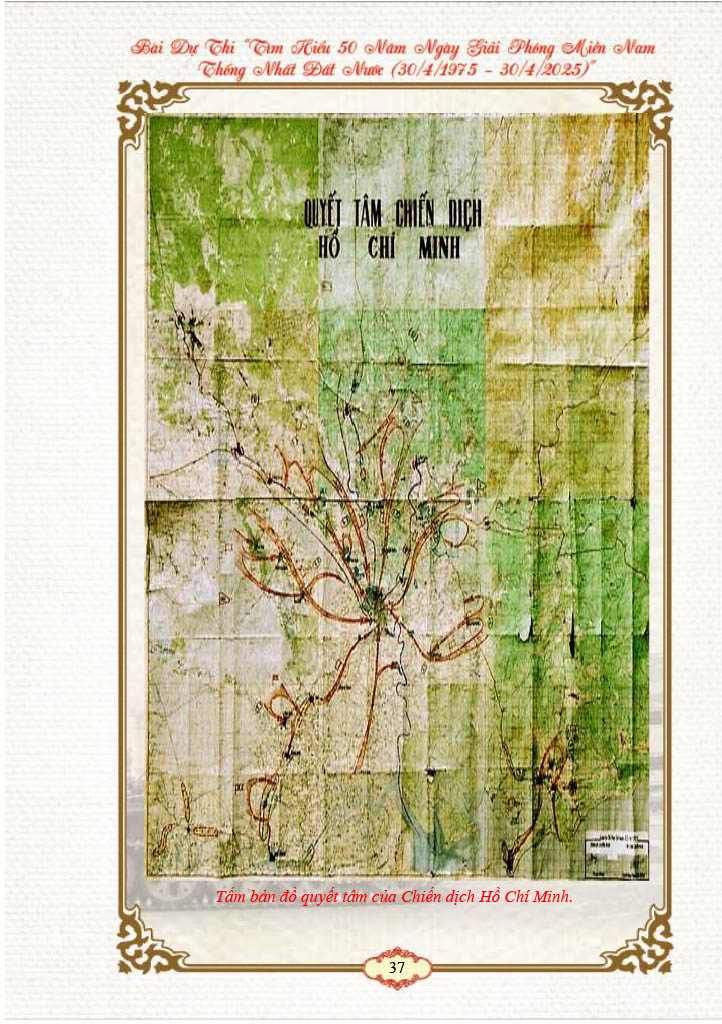 Bài Dự Thi “Tìm Hiểu 50 Năm Ngày Giải Phóng Miền Nam
Thống Nhất Đất Nước (30/4/1975 – 30/4/2025)”
QUYẾT TÂM CHIẾN DỊCH
HỒ CHÍ MINH
Tấm bản đồ quyết tâm của Chiến dịch Hồ Chí Minh.
37